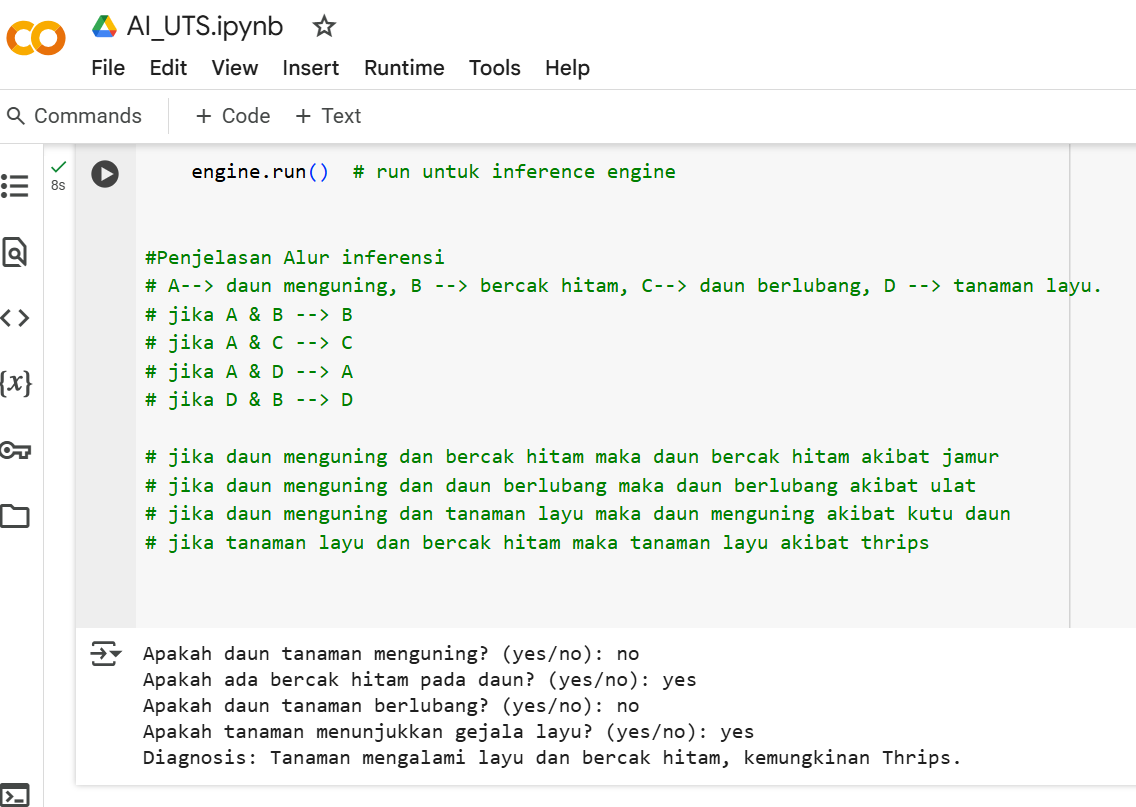 AI_UTS.ipynb
File Edit View Insert Runtime Tools Help
Commands + Code + Text
8s
engine.run() # run untuk inference engine
#Penjelasan Alur inferensi
# A--> daun menguning, B --> bercak hitam, C--> daun berlubang, D --> tanaman layu.
# jika A & B --> B
# jika A & C --> C
# jika A & D --> A
# jika D & B --> D
# jika daun menguning dan bercak hitam maka daun bercak hitam akibat jamur
# jika daun menguning dan daun berlubang maka daun berlubang akibat ulat
# jika daun menguning dan tanaman layu maka daun menguning akibat kutu daun
# jika tanaman layu dan bercak hitam maka tanaman layu akibat thrips
Apakah daun tanaman menguning? (yes/no): no
Apakah ada bercak hitam pada daun? (yes/no): yes
Apakah daun tanaman berlubang? (yes/no): no
Apakah tanaman menunjukkan gejala layu? (yes/no): yes
Diagnosis: Tanaman mengalami layu dan bercak hitam, kemungkinan Thrips.